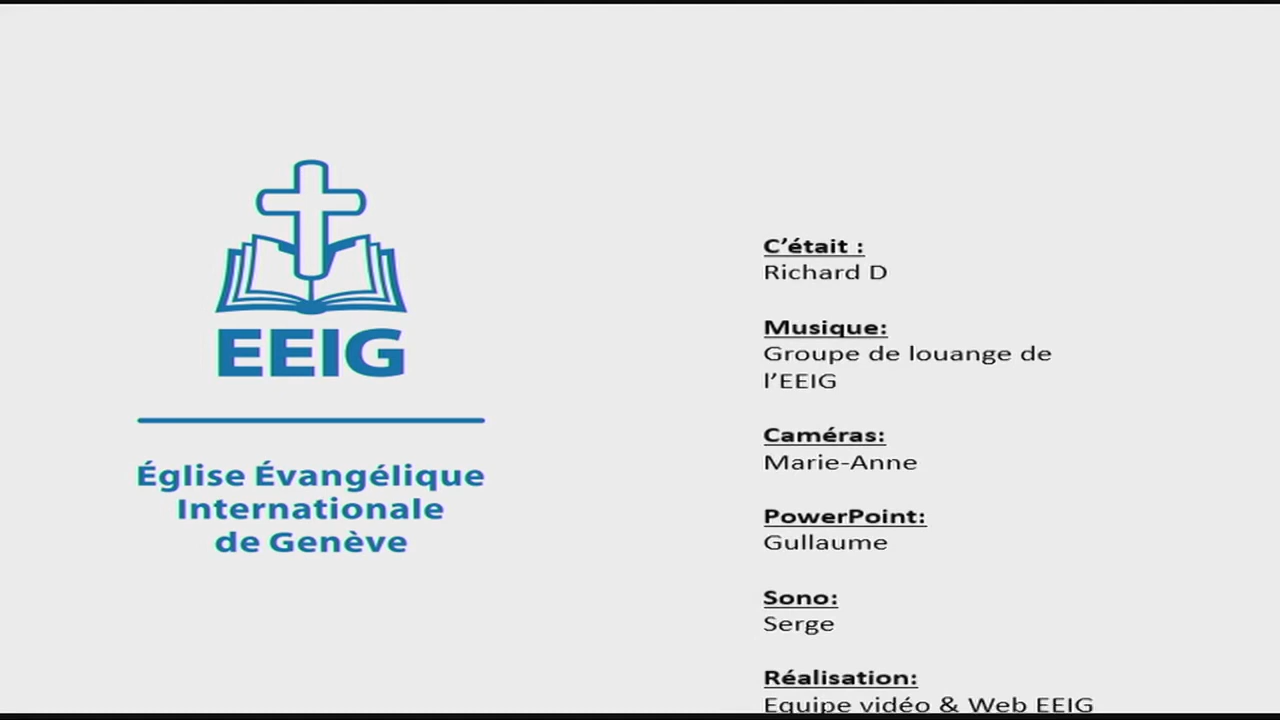 EEIG
Église Évangélique
Internationale
de Genève
C’était :
Richard D
Musique:
Groupe de louange de
l’EEIG
Caméras:
Marie-Anne
PowerPoint:
Gullaume
Sono:
Serge
Réalisation:
Equipe vidéo & Web EEIG